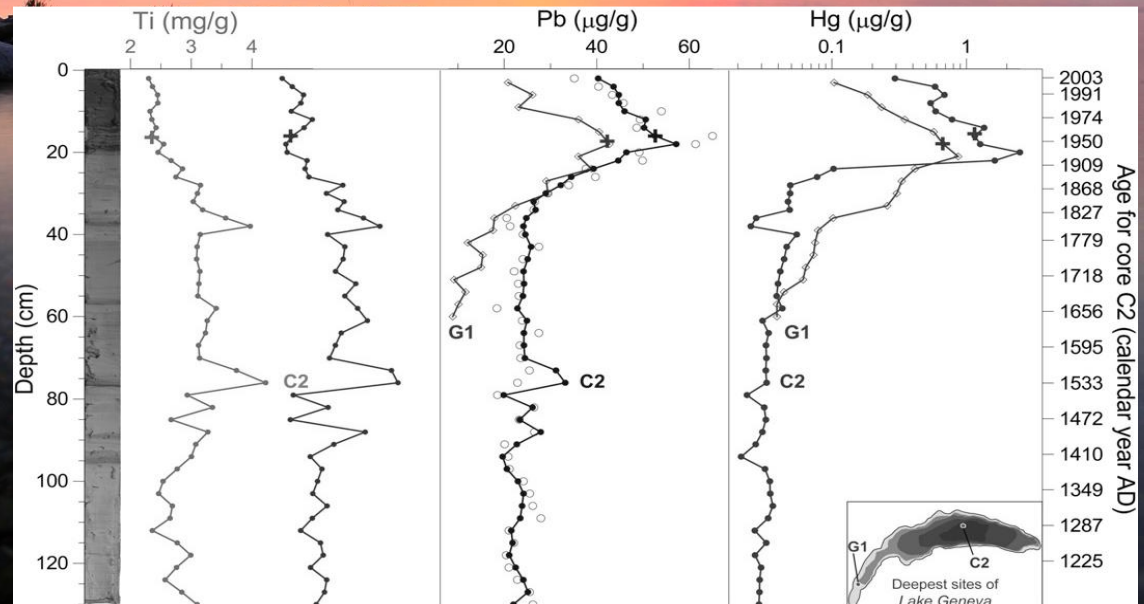 Ti (mg/g) Pb (µg/g) Hg (µg/g)
2 3 4 20 40 60 0.1 1
0 2003
1991
1974
1950
20
1909
1868
1827
40
1779
1718
60 1656
G1 G1
1595
C2 C2 C2 1533
80
1472
1410
100
1349
1287
120 1225
Depth (cm)
Age for core C2 (calendar year AD)
G1
C2
Deepest sites of
Lake Geneva